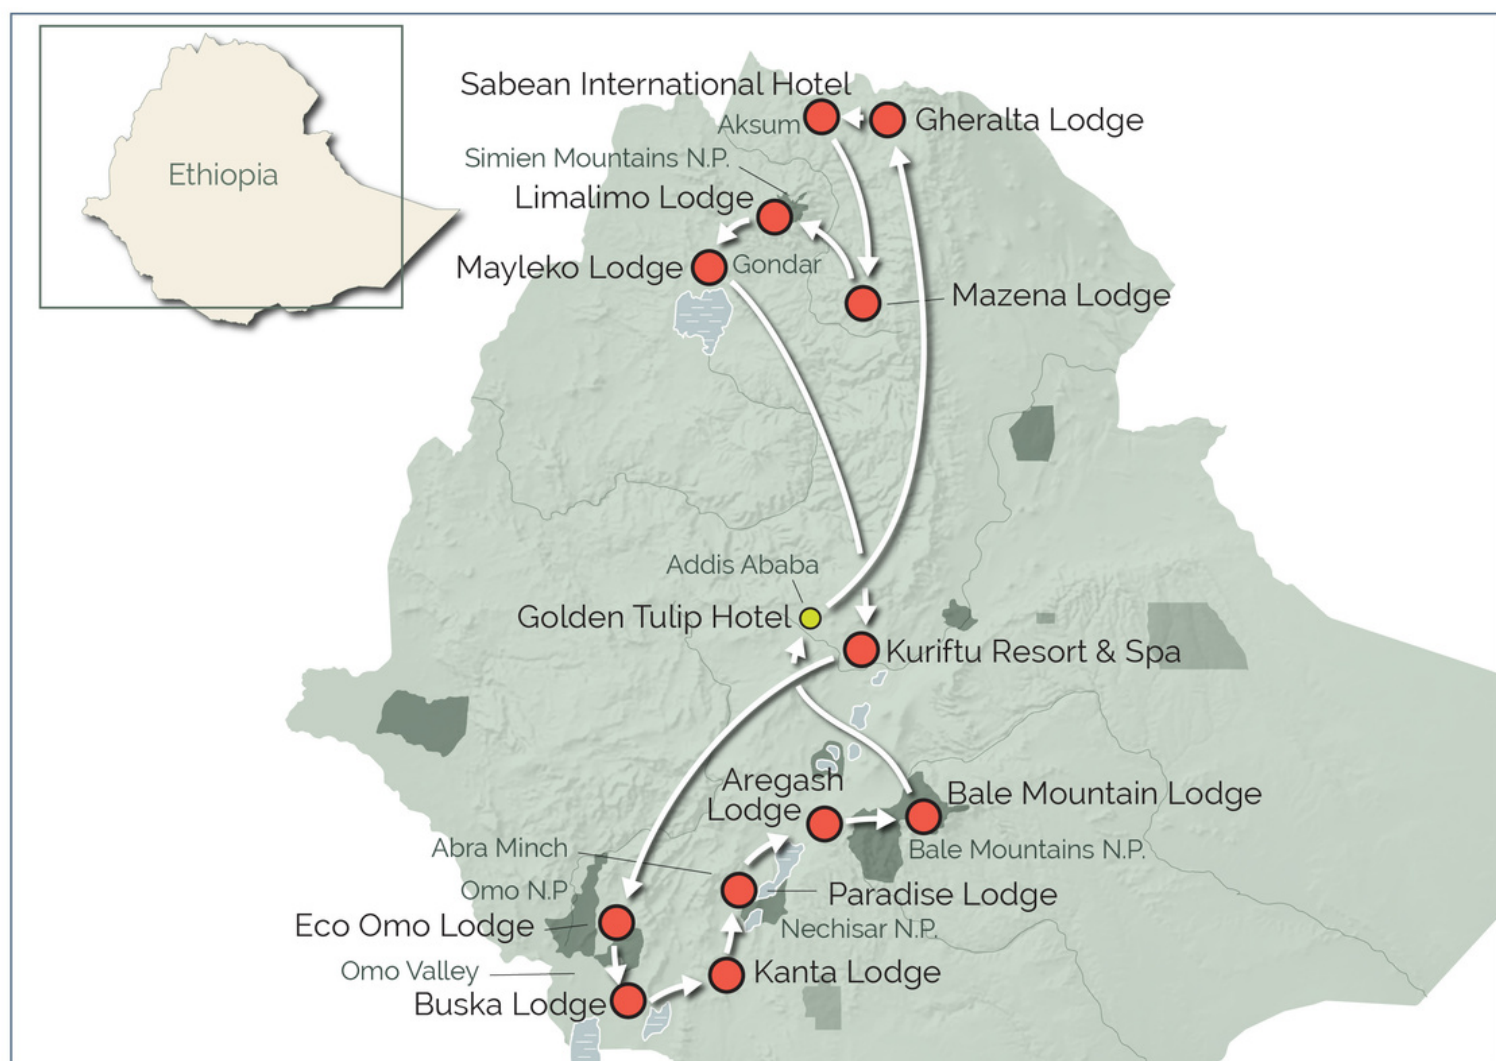 Ethiopia
Sabean International Hotel
Aksum
Gheralta Lodge
Simien Mountains N.P.
Limalimo Lodge
Mayleko Lodge
Gondar
Mazena Lodge
Addis Ababa
Golden Tulip Hotel
Kuriftu Resort & Spa
Aregash
Lodge
Bale Mountain Lodge
Bale Mountains N.P.
Abra Minch
Omo N.P
Paradise Lodge
Eco Omo Lodge
Nechisar N.P.
Omo Valley
Kanta Lodge
Buska Lodge